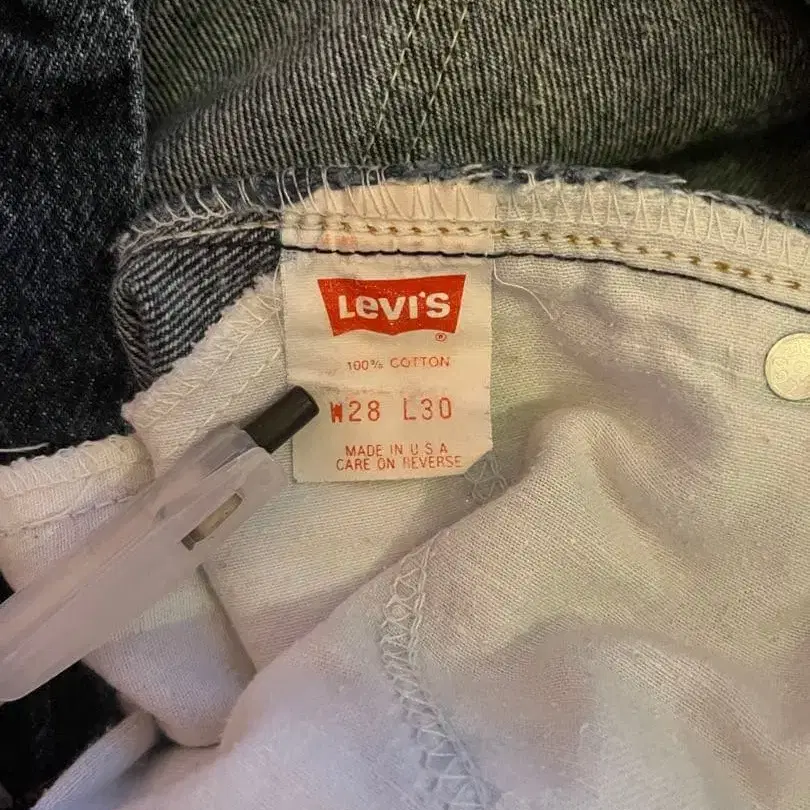 Levi's
®
100% COTTON
W28 L30
MADE IN U S A
CARE ON REVERSE